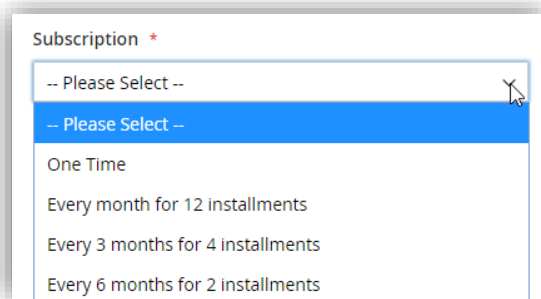 Subscription *
-- Please Select --
-- Please Select --
One Time
Every month for 12 installments
Every 3 months for 4 installments
Every 6 months for 2 installments